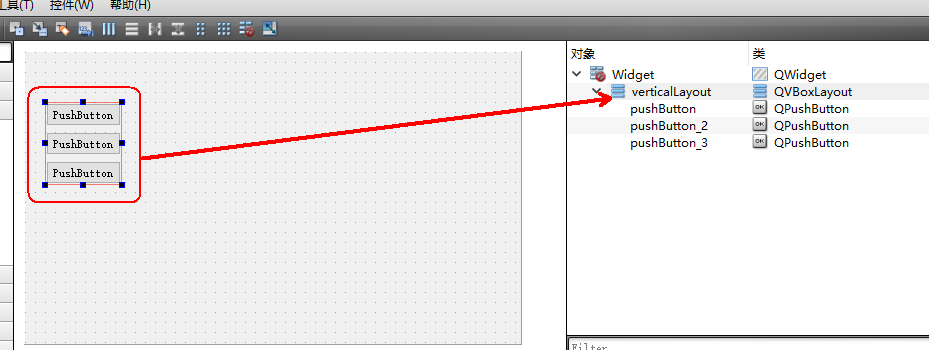 工具(T) 控件(W) 帮助(H)
对象 类
Widget QWidget
verticalLayout QVBoxLayout
pushButton QPushButton
pushButton_2 QPushButton
pushButton_3 QPushButton
PushButton
PushButton
PushButton
Filter